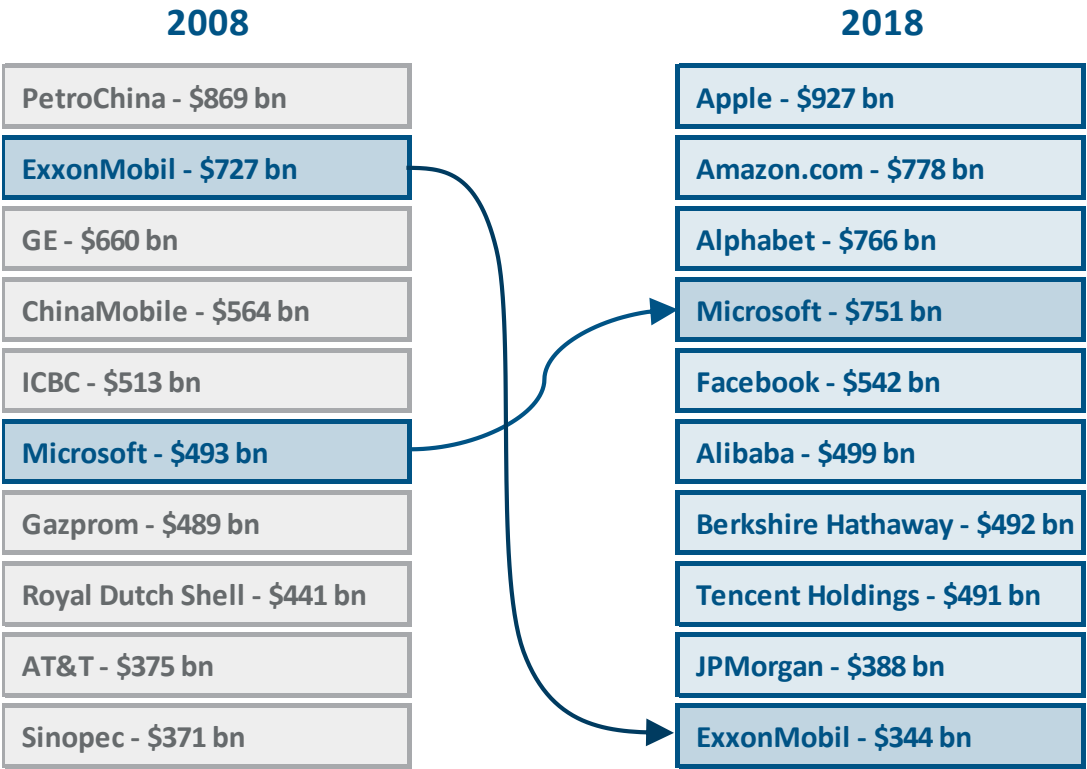 2008
PetroChina - $869 bn
ExxonMobil - $727 bn
GE - $660 bn
ChinaMobile - $564 bn
ICBC - $513 bn
Microsoft - $493 bn
Gazprom - $489 bn
Royal Dutch Shell - $441 bn
AT&T - $375 bn
Sinopec - $371 bn
2018
Apple - $927 bn
Amazon.com - $778 bn
Alphabet - $766 bn
Microsoft - $751 bn
Facebook - $542 bn
Alibaba - $499 bn
Berkshire Hathaway - $492 bn
Tencent Holdings - $491 bn
JPMorgan - $388 bn
ExxonMobil - $344 bn